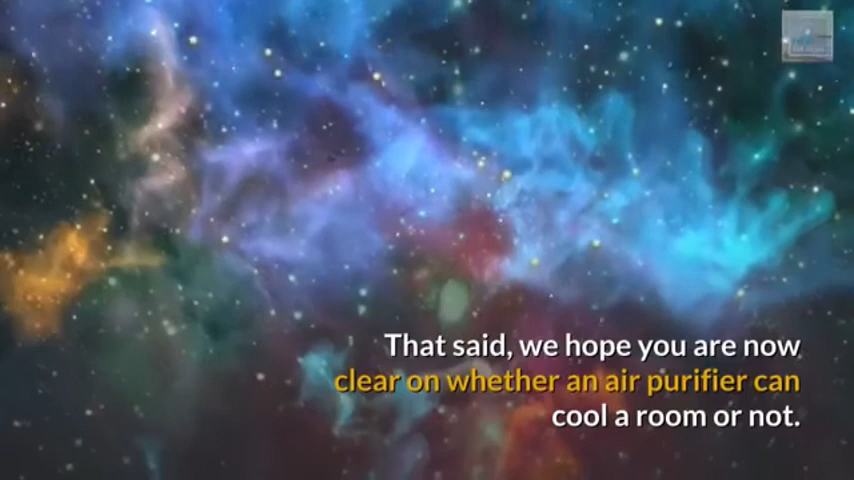 That said, we hope you are now
clear on whether an air purifier can
cool a room or not.